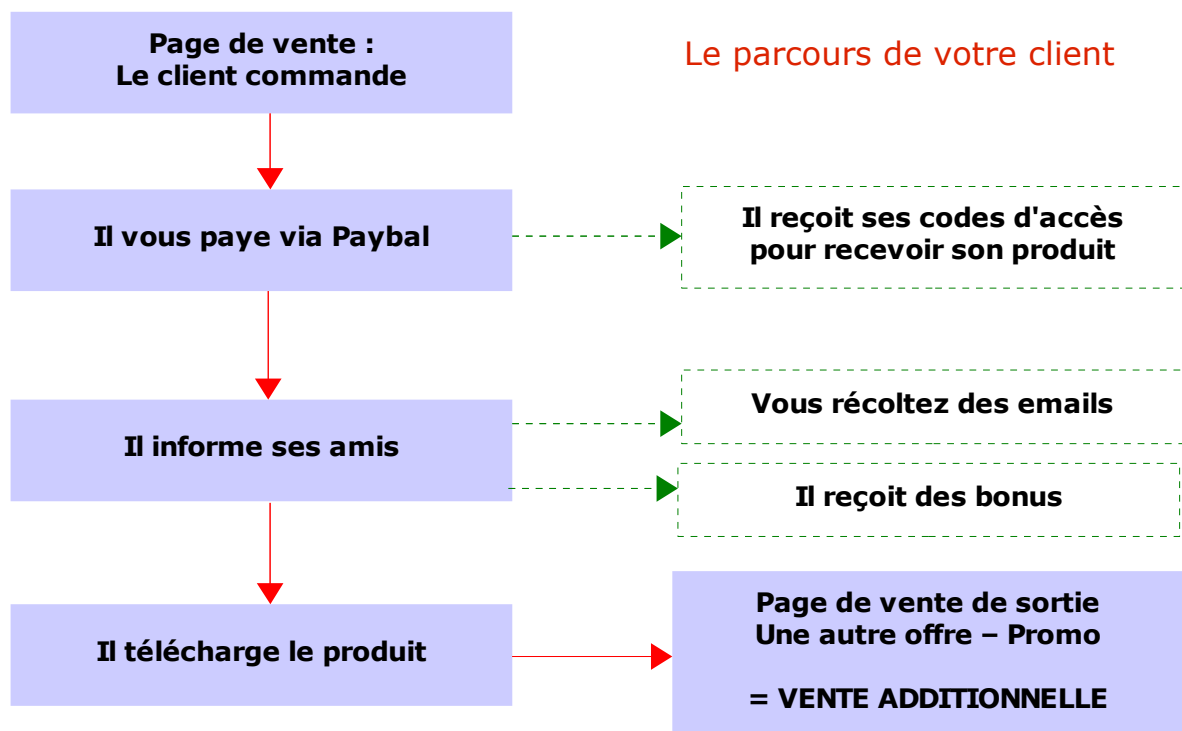 Page de vente :
Le client commande
Le parcours de votre client
Il vous paye via Paybal
Il reçoit ses codes d'accès
pour recevoir son produit
Il informe ses amis
Vous récoltez des emails
Il reçoit des bonus
Il télécharge le produit
Page de vente de sortie
Une autre offre – Promo
= VENTE ADDITIONNELLE